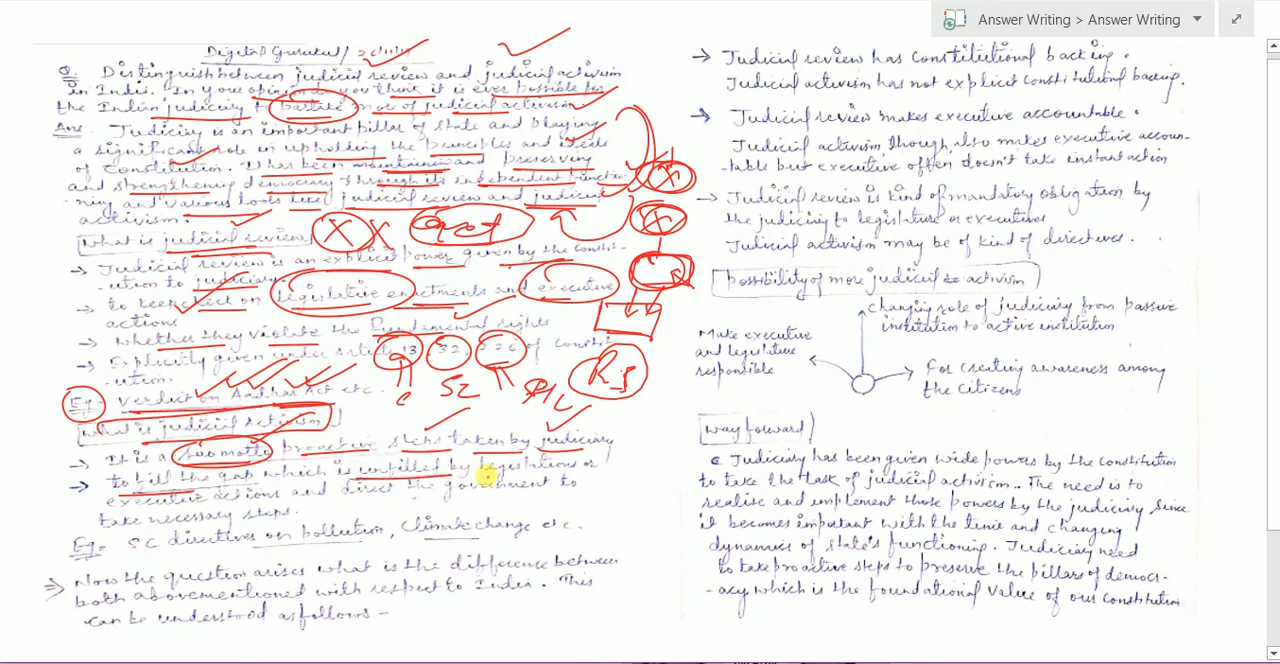 Answer Writing > Answer Writing
Digital Gurukul /
Q. Distinguish between judicial review and judicial activism
in India. In your opinion do you think it is ever possible for
the Indian judiciary to partake more of judicial activism.
Ans. Judiciary is an important pillar of state and playing
a significant role in upholding the principles and ideals
of Constitution. It has been maintained and preserving
and strengthening democracy through its independent function-
-ning and various tools like judicial review and judicial
activism.
What is judicial review
→ Judicial review is an explicit power given by the constit-
-ution to judiciary
→ to keep check on legislative enactments and executive
actions
→ Whether they violate the Fundamental rights
→ Explicitly given under article 13, 32, 226 of constit-
-ution.
Eg- Verdict on Aadhar Act etc.
SC
RJ
What is judicial activism
→ It is a suo motto proactive steps taken by judiciary
→ to fill the gap which is unfilled by legislations or
executive actions and direct the government to
take necessary steps.
Eg- SC directives on pollution, Climate change etc.
⇒ Now the question arises what is the difference between
both abovementioned with respect to India. This
can be understood as follows-
→ Judicial review has Constitutional backing.
Judicial activism has not explicit constitutional backing.
→ Judicial review makes executive accountable.
Judicial activism though, also makes executive accoun-
-table but executive often doesn't take instant action
→ Judicial review is kind of mandatory obligation by
the judiciary to legislature or executives
Judicial activism may be of kind of directives.
possibility of more judicial activism
Changing role of judiciary from passive
institution to active institution
Make executive
and legislature
responsible
For creating awareness among
the Citizens
way forward
Judiciary has been given wide powers by the Constitution
to take the task of judicial activism. The need is to
realise and implement those powers by the judiciary since
it becomes important with the time and changing
dynamics of state's functioning. Judiciary need
to take proactive steps to preserve the pillars of democr-
-acy which is the foundational value of our constitution